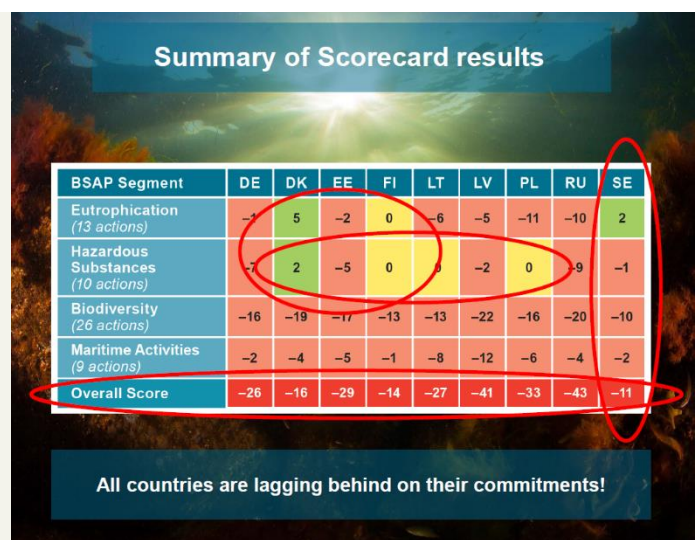 Summary of Scorecard results
BSAP Segment DE DK EE FI LT LV PL RU SE
Eutrophication
(13 actions) –1 5 –2 0 –6 –5 –11 –10 2
Hazardous
Substances
(10 actions) –7 2 –5 0 0 –2 0 –9 –1
Biodiversity
(26 actions) –16 –19 –17 –13 –13 –22 –16 –20 –10
Maritime Activities
(9 actions) –2 –4 –5 –1 –8 –12 –6 –4 –2
Overall Score –26 –16 –29 –14 –27 –41 –33 –43 –11
All countries are lagging behind on their commitments!